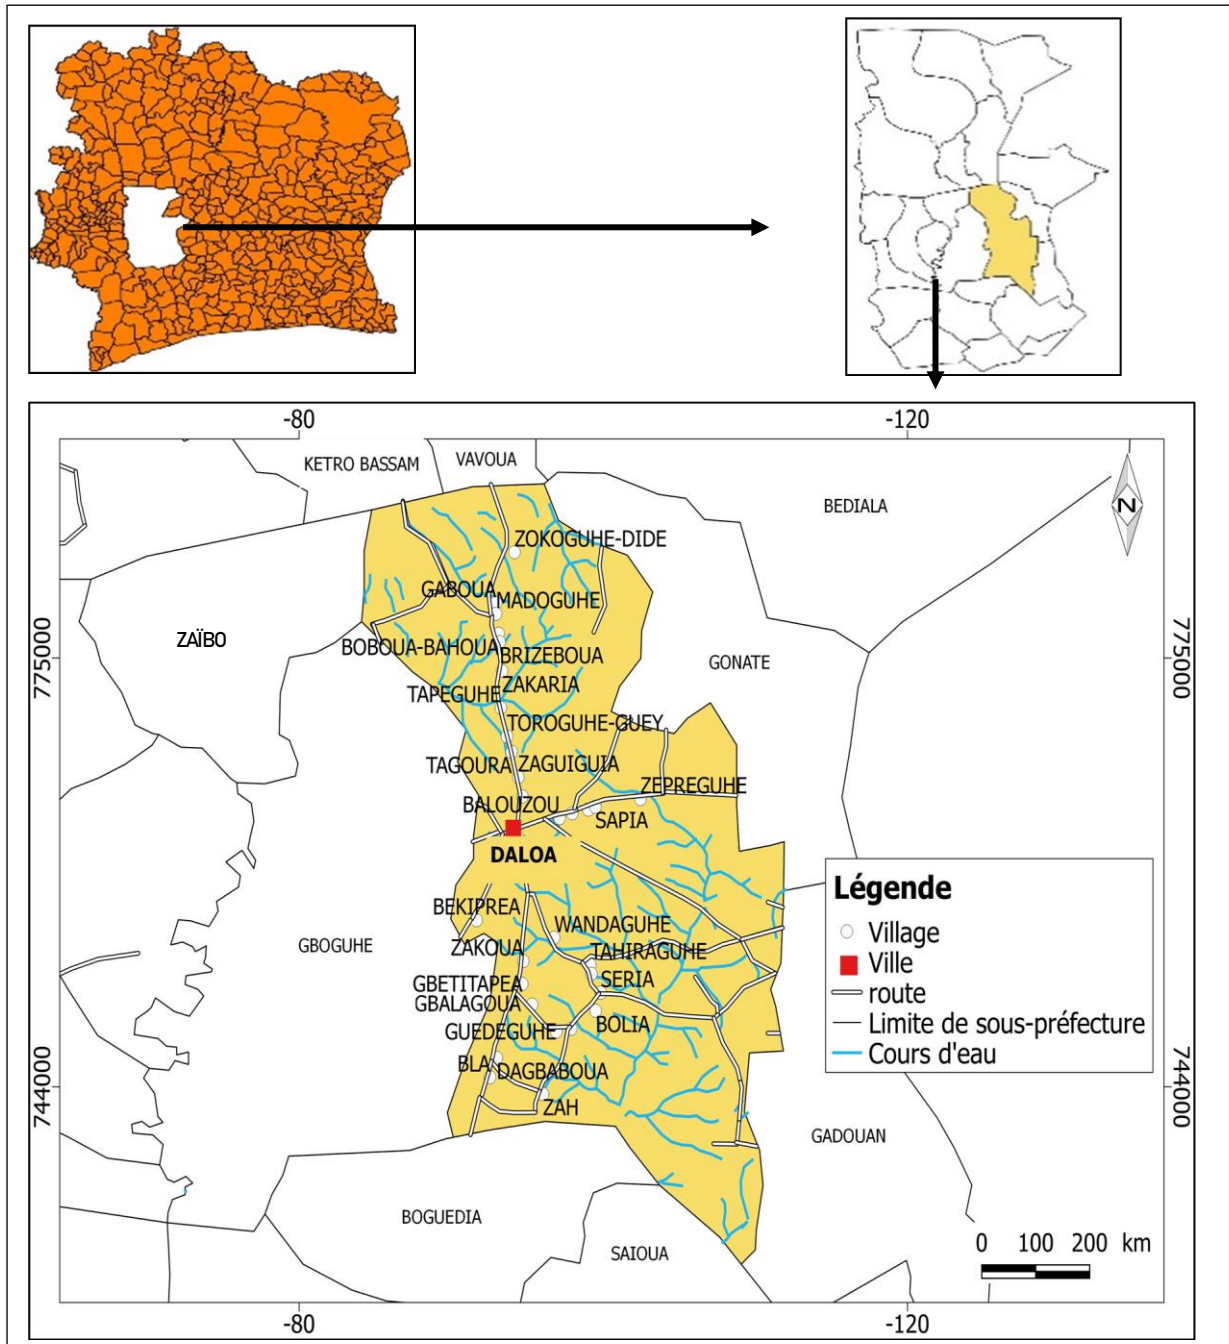 -80
-120
KETRO BASSAM
VAVOUA
BEDIALA
N
ZOKOGUHE-DIDE
GABOUA
MADOGUHE
ZAÏBO
775000
BOBOUA-BAHOUA
BRIZEBOUA
GONATE
775000
TAPEGUHE
ZAKARIA
TOROGUHE-GUEY
TAGOURA
ZAGUIGUIA
ZEPREGUHE
BALOUZOU
SAPIA
DALOA
Légende
BEKIPREA
Village
WANDAGUHE
GBOGUHE
ZAKOUA
TAHIRAGUHE
Ville
GBETITAPEA
SERIA
route
GBALAGOUA
GUEDEGUHE
BOLIA
Limite de sous-préfecture
BLA
DAGBABOUA
Cours d'eau
744000
ZAH
744000
GADOUAN
BOGUEDIA
SAIOUA
0 100 200 km
-80
-120